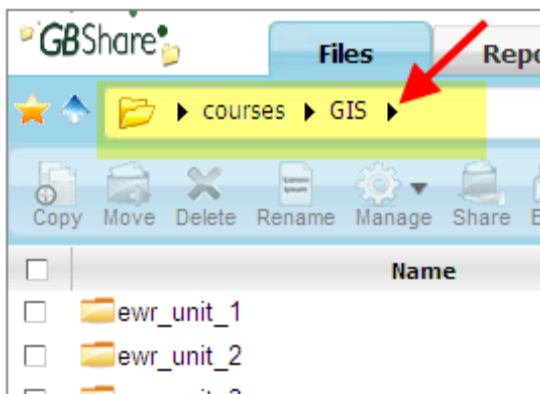 GBShare
Files Repo
courses GIS
Copy Move Delete Rename Manage Share
Name
ewr_unit_1
ewr_unit_2